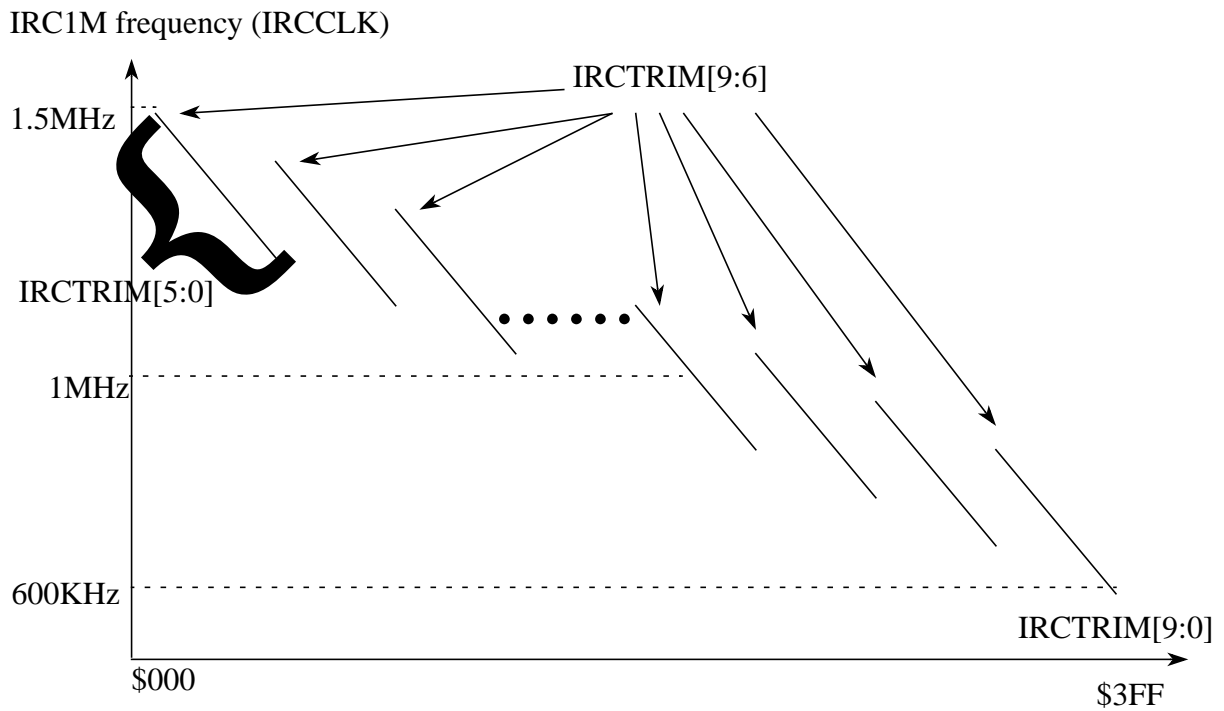 IRC1M frequency (IRCCLK)
IRCTRIM[9:6]
1.5MHz
IRCTRIM[5:0]
1MHz
600KHz
IRCTRIM[9:0]
$000
$3FF